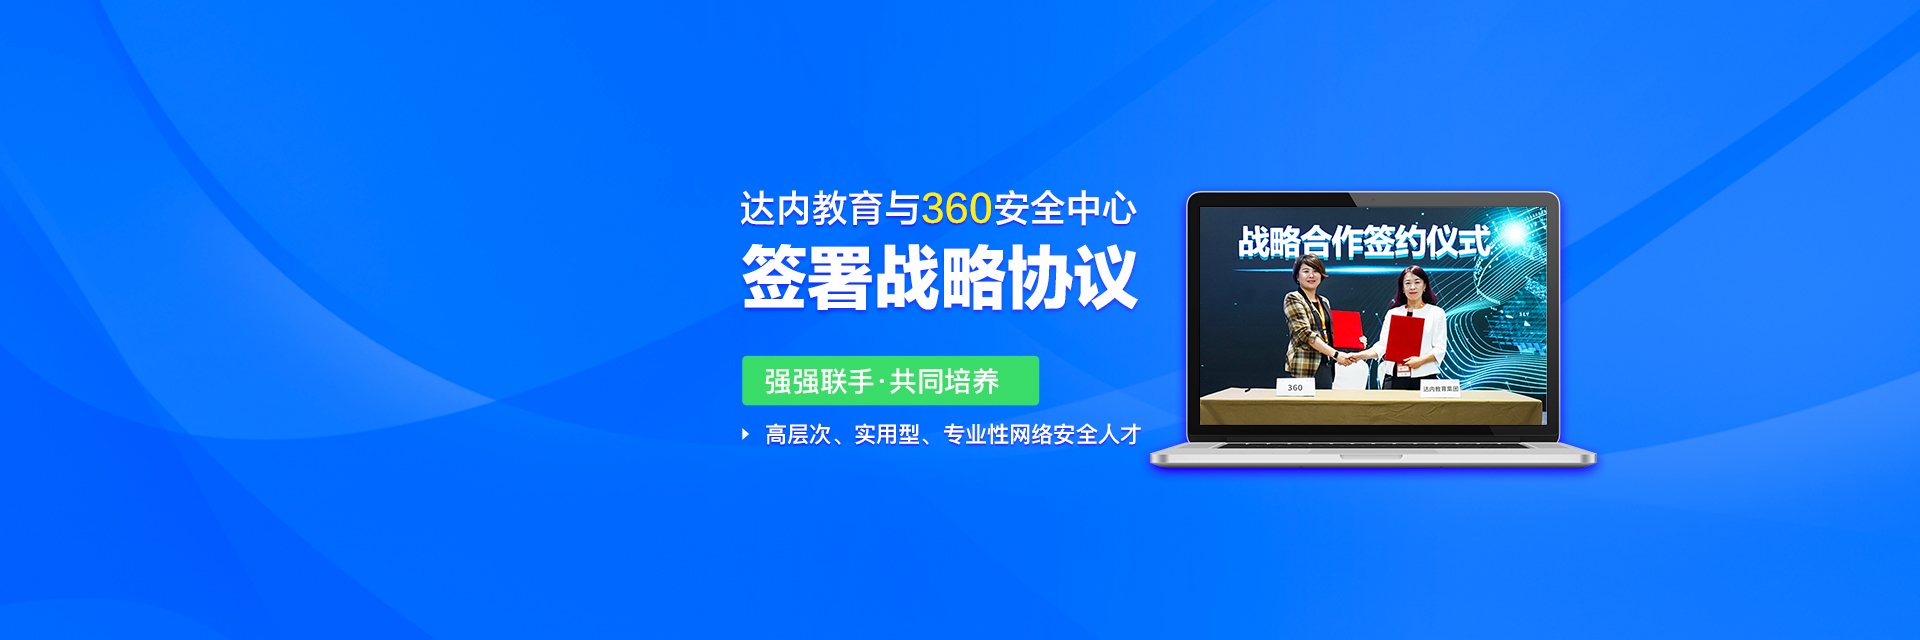 达内教育与360安全中心
签署战略协议
强强联手·共同培养
高层次、实用型、专业性网络安全人才
战略合作签约仪式
360
达内教育集团